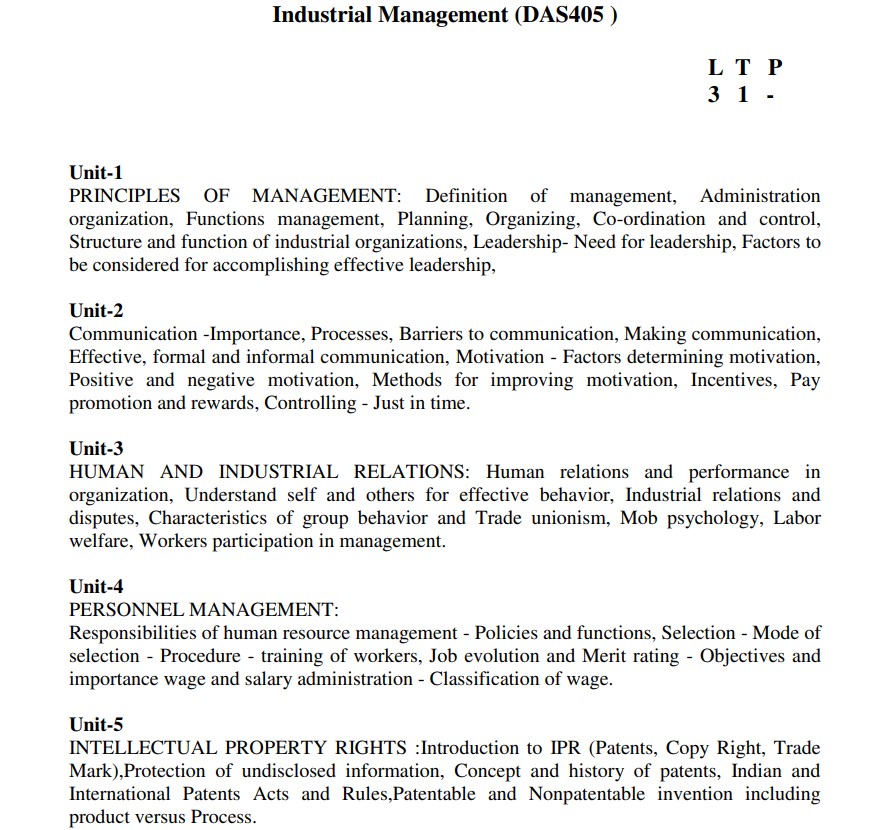 Industrial Management (DAS405 )
L T P
3 1 -
Unit-1
PRINCIPLES OF MANAGEMENT: Definition of management, Administration
organization, Functions management, Planning, Organizing, Co-ordination and control,
Structure and function of industrial organizations, Leadership- Need for leadership, Factors to
be considered for accomplishing effective leadership,
Unit-2
Communication -Importance, Processes, Barriers to communication, Making communication,
Effective, formal and informal communication, Motivation - Factors determining motivation,
Positive and negative motivation, Methods for improving motivation, Incentives, Pay
promotion and rewards, Controlling - Just in time.
Unit-3
HUMAN AND INDUSTRIAL RELATIONS: Human relations and performance in
organization, Understand self and others for effective behavior, Industrial relations and
disputes, Characteristics of group behavior and Trade unionism, Mob psychology, Labor
welfare, Workers participation in management.
Unit-4
PERSONNEL MANAGEMENT:
Responsibilities of human resource management - Policies and functions, Selection - Mode of
selection - Procedure - training of workers, Job evolution and Merit rating - Objectives and
importance wage and salary administration - Classification of wage.
Unit-5
INTELLECTUAL PROPERTY RIGHTS :Introduction to IPR (Patents, Copy Right, Trade
Mark),Protection of undisclosed information, Concept and history of patents, Indian and
International Patents Acts and Rules,Patentable and Nonpatentable invention including
product versus Process.